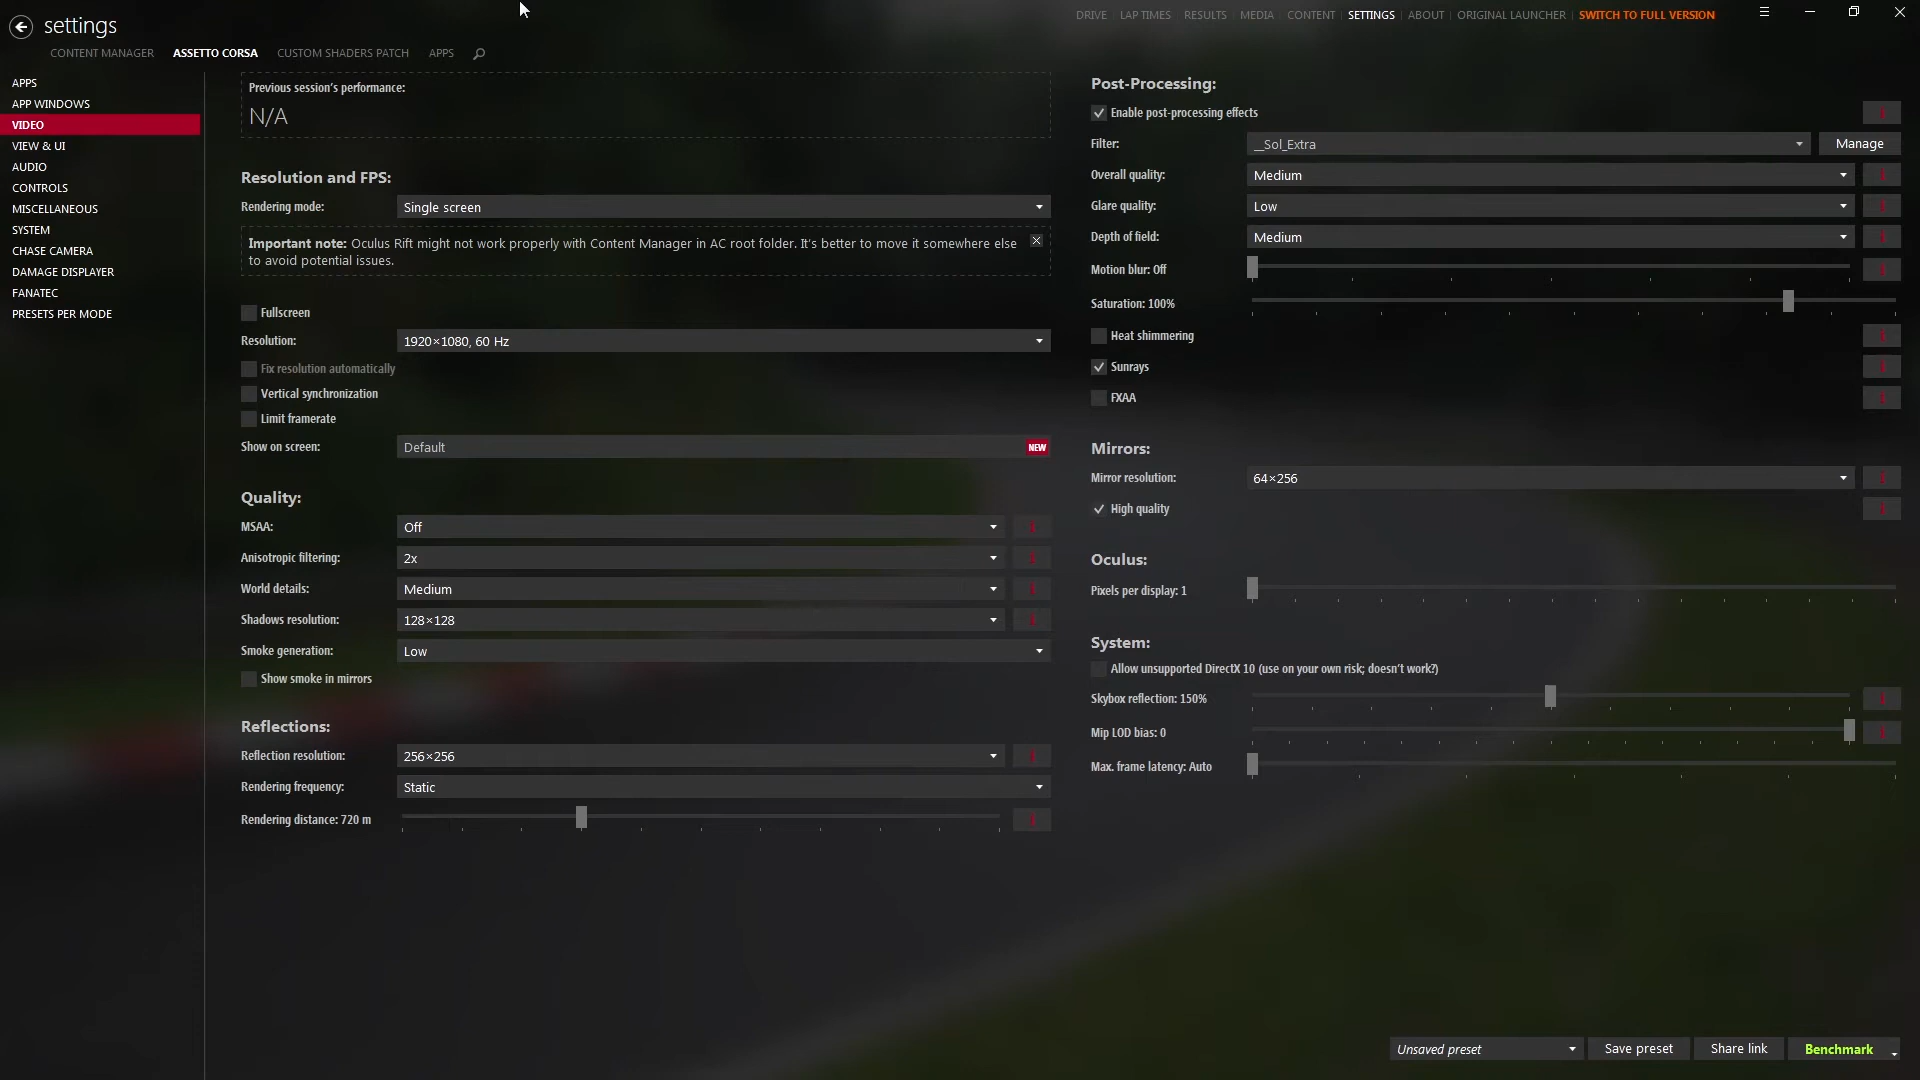 settings
DRIVE
LAP TIMES
RESULTS
MEDIA
CONTENT
SETTINGS
ABOUT
ORIGINAL LAUNCHER
SWITCH TO FULL VERSION
CONTENT MANAGER
ASSETTO CORSA
CUSTOM SHADERS PATCH
APPS
APPS
APP WINDOWS
VIDEO
VIEW & UI
AUDIO
CONTROLS
MISCELLANEOUS
SYSTEM
CHASE CAMERA
DAMAGE DISPLAYER
FANATEC
PRESETS PER MODE
Previous session's performance:
N/A
Resolution and FPS:
Rendering mode: Single screen
Important note: Oculus Rift might not work properly with Content Manager in AC root folder. It's better to move it somewhere else
to avoid potential issues.
Fullscreen
Resolution: 1920×1080, 60 Hz
Fix resolution automatically
Vertical synchronization
Limit framerate
Show on screen: Default NEW
Quality:
MSAA: Off
Anisotropic filtering: 2x
World details: Medium
Shadows resolution: 128×128
Smoke generation: Low
Show smoke in mirrors
Reflections:
Reflection resolution: 256×256
Rendering frequency: Static
Rendering distance: 720 m
Post-Processing:
Enable post-processing effects
Filter: __Sol_Extra Manage
Overall quality: Medium
Glare quality: Low
Depth of field: Medium
Motion blur: Off
Saturation: 100%
Heat shimmering
Sunrays
FXAA
Mirrors:
Mirror resolution: 64×256
High quality
Oculus:
Pixels per display: 1
System:
Allow unsupported DirectX 10 (use on your own risk; doesn't work?)
Skybox reflection: 150%
Mip LOD bias: 0
Max. frame latency: Auto
Unsaved preset
Save preset
Share link
Benchmark